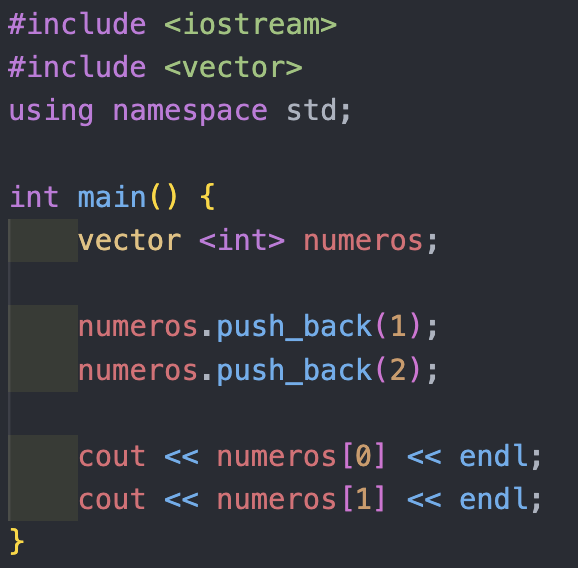 #include <iostream>
#include <vector>
using namespace std;
int main() {
vector <int> numeros;
numeros.push_back(1);
numeros.push_back(2);
cout << numeros[0] << endl;
cout << numeros[1] << endl;
}